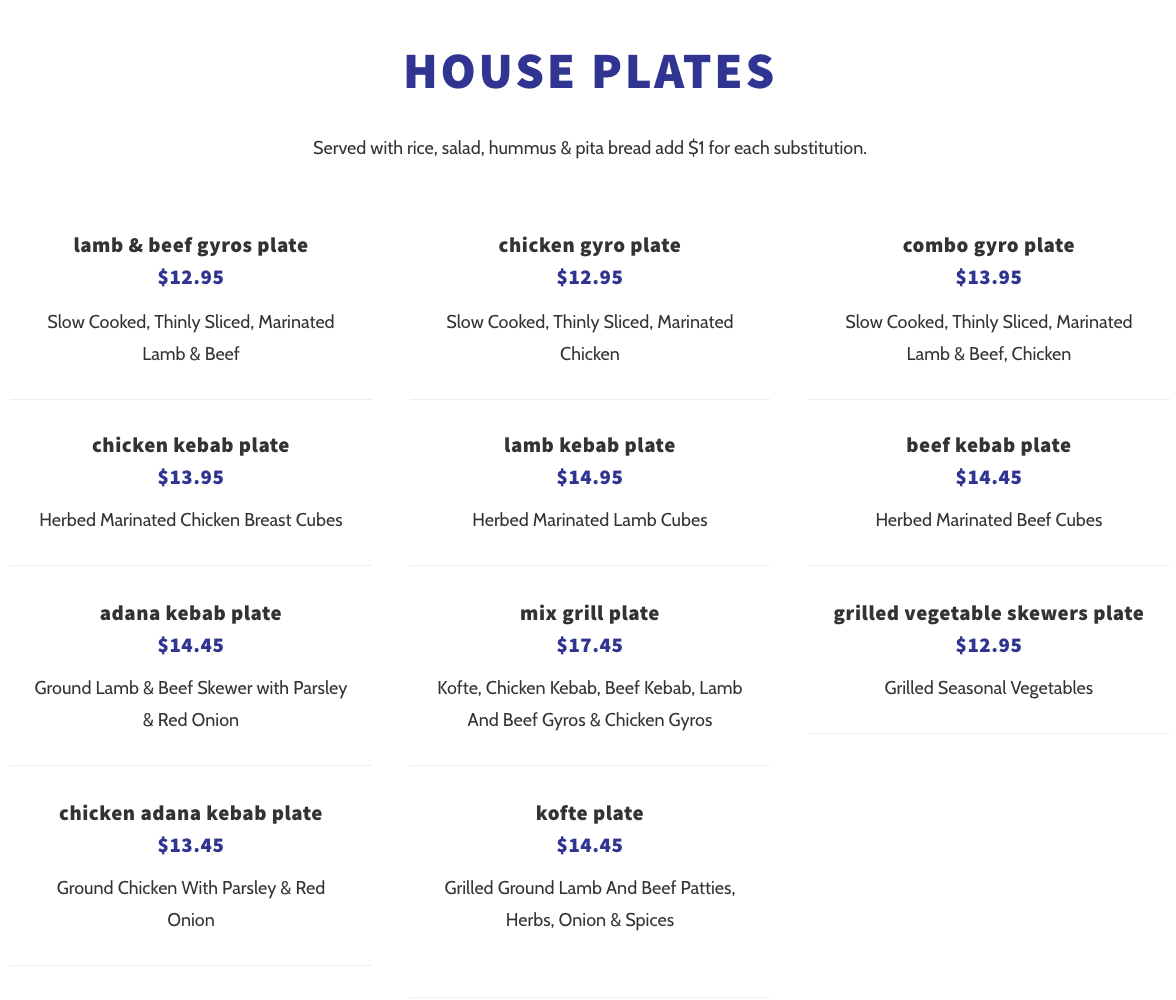 HOUSE PLATES
Served with rice, salad, hummus & pita bread add $1 for each substitution.
lamb & beef gyros plate
$12.95
Slow Cooked, Thinly Sliced, Marinated
Lamb & Beef
chicken gyro plate
$12.95
Slow Cooked, Thinly Sliced, Marinated
Chicken
combo gyro plate
$13.95
Slow Cooked, Thinly Sliced, Marinated
Lamb & Beef, Chicken
chicken kebab plate
$13.95
Herbed Marinated Chicken Breast Cubes
lamb kebab plate
$14.95
Herbed Marinated Lamb Cubes
beef kebab plate
$14.45
Herbed Marinated Beef Cubes
adana kebab plate
$14.45
Ground Lamb & Beef Skewer with Parsley
& Red Onion
mix grill plate
$17.45
Kofte, Chicken Kebab, Beef Kebab, Lamb
And Beef Gyros & Chicken Gyros
grilled vegetable skewers plate
$12.95
Grilled Seasonal Vegetables
chicken adana kebab plate
$13.45
Ground Chicken With Parsley & Red
Onion
kofte plate
$14.45
Grilled Ground Lamb And Beef Patties,
Herbs, Onion & Spices